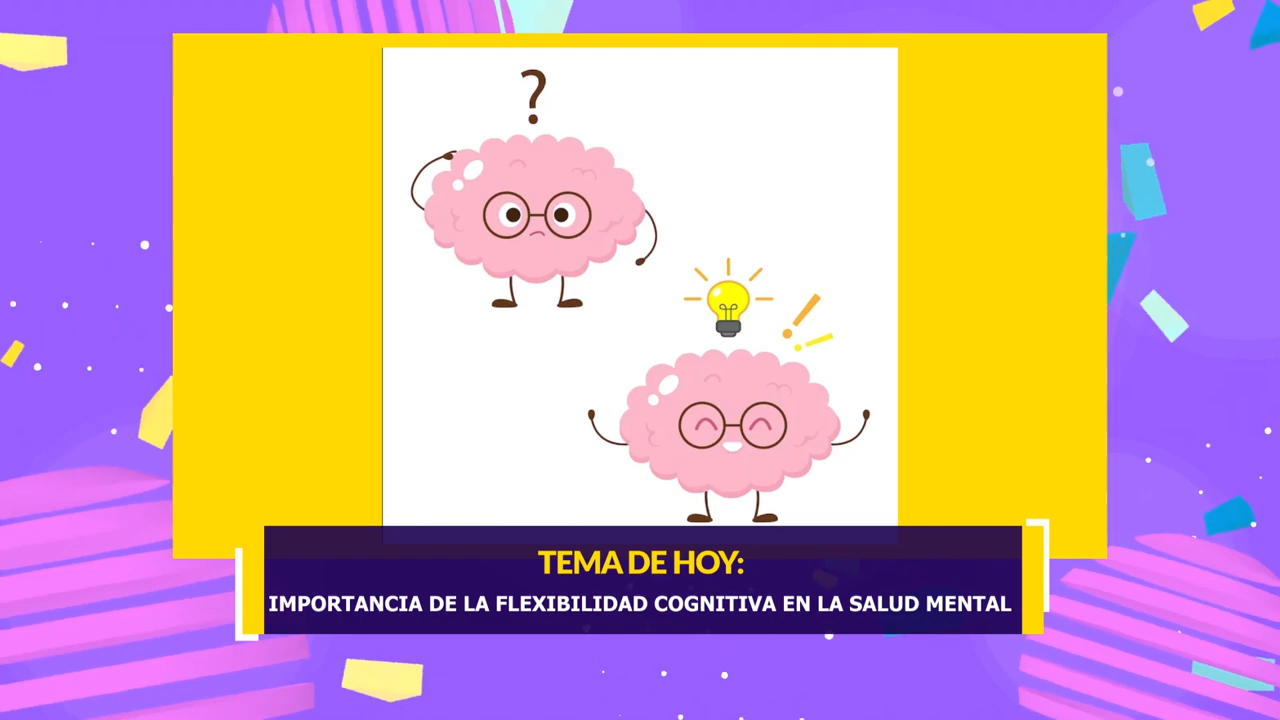 ?
TEMA DE HOY:
IMPORTANCIA DE LA FLEXIBILIDAD COGNITIVA EN LA SALUD MENTAL